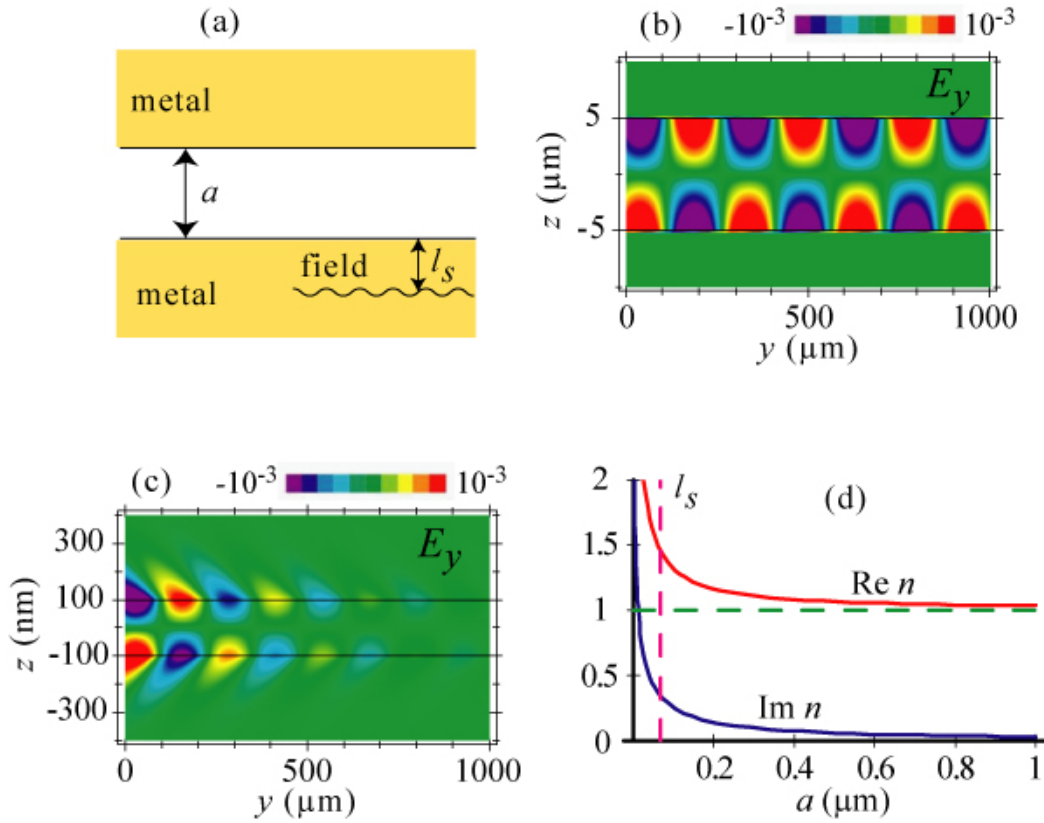 (a)
metal
a
field
l_s
metal
(b)
-10^-3
10^-3
E_y
5
-5
z (μm)
0
500
1000
y (μm)
(c)
-10^-3
10^-3
E_y
300
100
-100
-300
z (nm)
0
500
1000
y (μm)
(d)
l_s
2
1.5
1
0.5
0
Re n
Im n
0.2
0.4
0.6
0.8
1
a (μm)